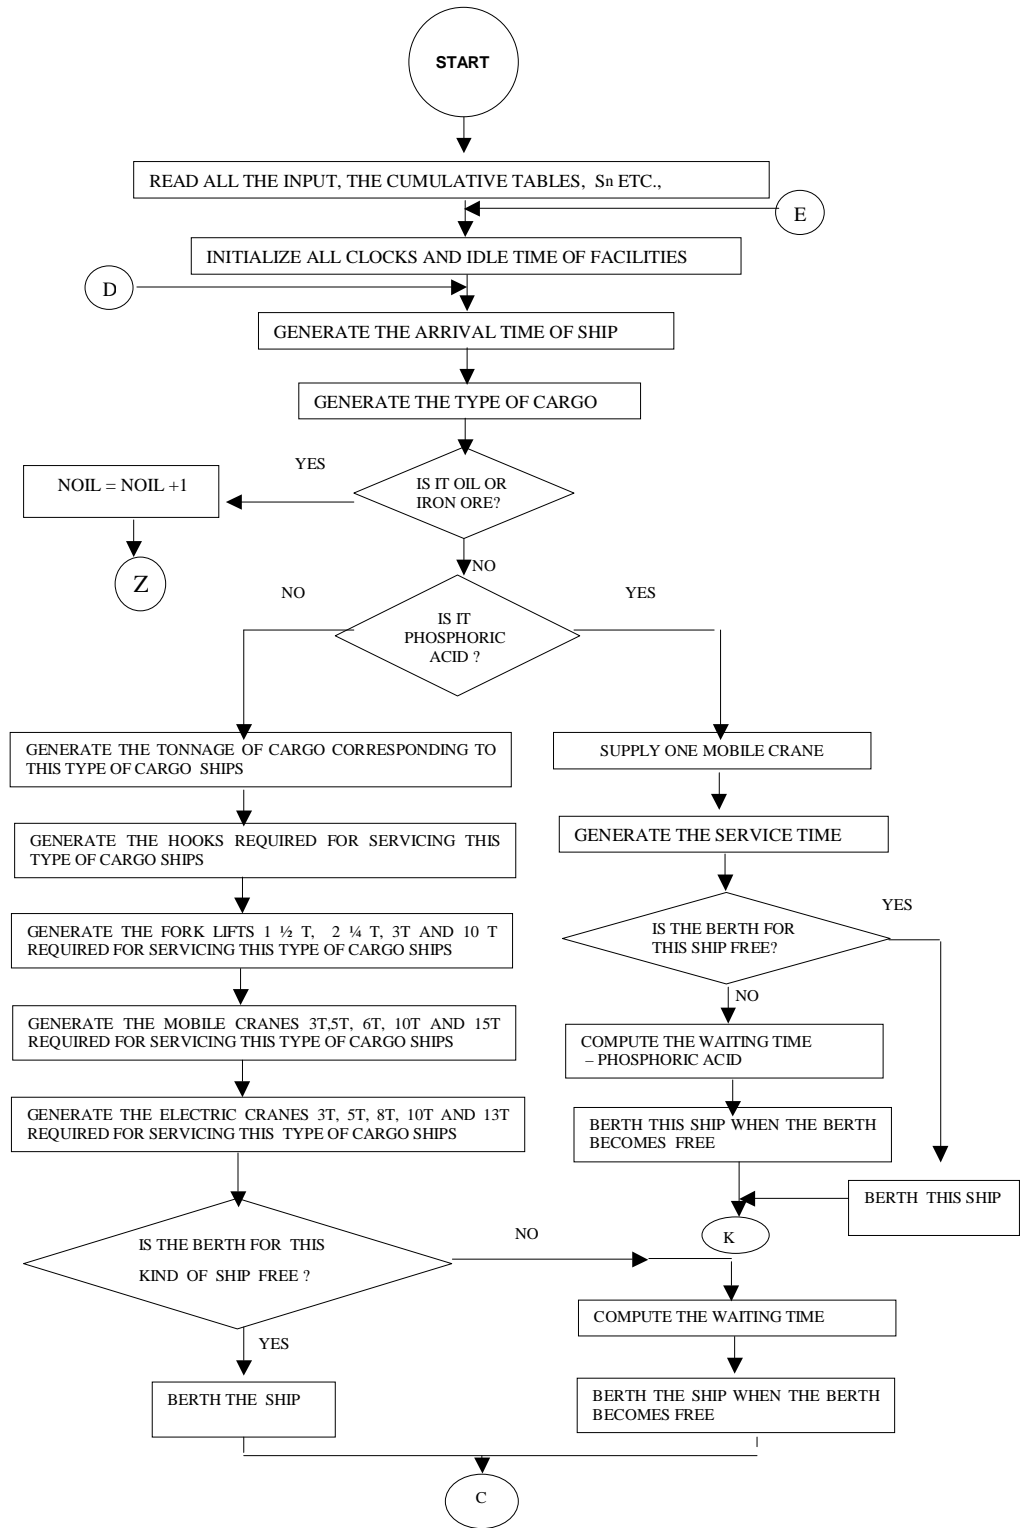 START
READ ALL THE INPUT, THE CUMULATIVE TABLES, Sn ETC.,
E
INITIALIZE ALL CLOCKS AND IDLE TIME OF FACILITIES
D
GENERATE THE ARRIVAL TIME OF SHIP
GENERATE THE TYPE OF CARGO
YES
IS IT OIL OR
IRON ORE?
NOIL = NOIL +1
Z
NO
NO
YES
IS IT
PHOSPHORIC
ACID ?
GENERATE THE TONNAGE OF CARGO CORRESPONDING TO
THIS TYPE OF CARGO SHIPS
SUPPLY ONE MOBILE CRANE
GENERATE THE HOOKS REQUIRED FOR SERVICING THIS
TYPE OF CARGO SHIPS
GENERATE THE SERVICE TIME
GENERATE THE FORK LIFTS 1 ½ T, 2 ¼ T, 3T AND 10 T
REQUIRED FOR SERVICING THIS TYPE OF CARGO SHIPS
IS THE BERTH FOR
THIS SHIP FREE?
YES
NO
GENERATE THE MOBILE CRANES 3T,5T, 6T, 10T AND 15T
REQUIRED FOR SERVICING THIS TYPE OF CARGO SHIPS
COMPUTE THE WAITING TIME
– PHOSPHORIC ACID
GENERATE THE ELECTRIC CRANES 3T, 5T, 8T, 10T AND 13T
REQUIRED FOR SERVICING THIS TYPE OF CARGO SHIPS
BERTH THIS SHIP WHEN THE BERTH
BECOMES FREE
BERTH THIS SHIP
K
IS THE BERTH FOR THIS
KIND OF SHIP FREE ?
NO
YES
COMPUTE THE WAITING TIME
BERTH THE SHIP
BERTH THE SHIP WHEN THE BERTH
BECOMES FREE
C